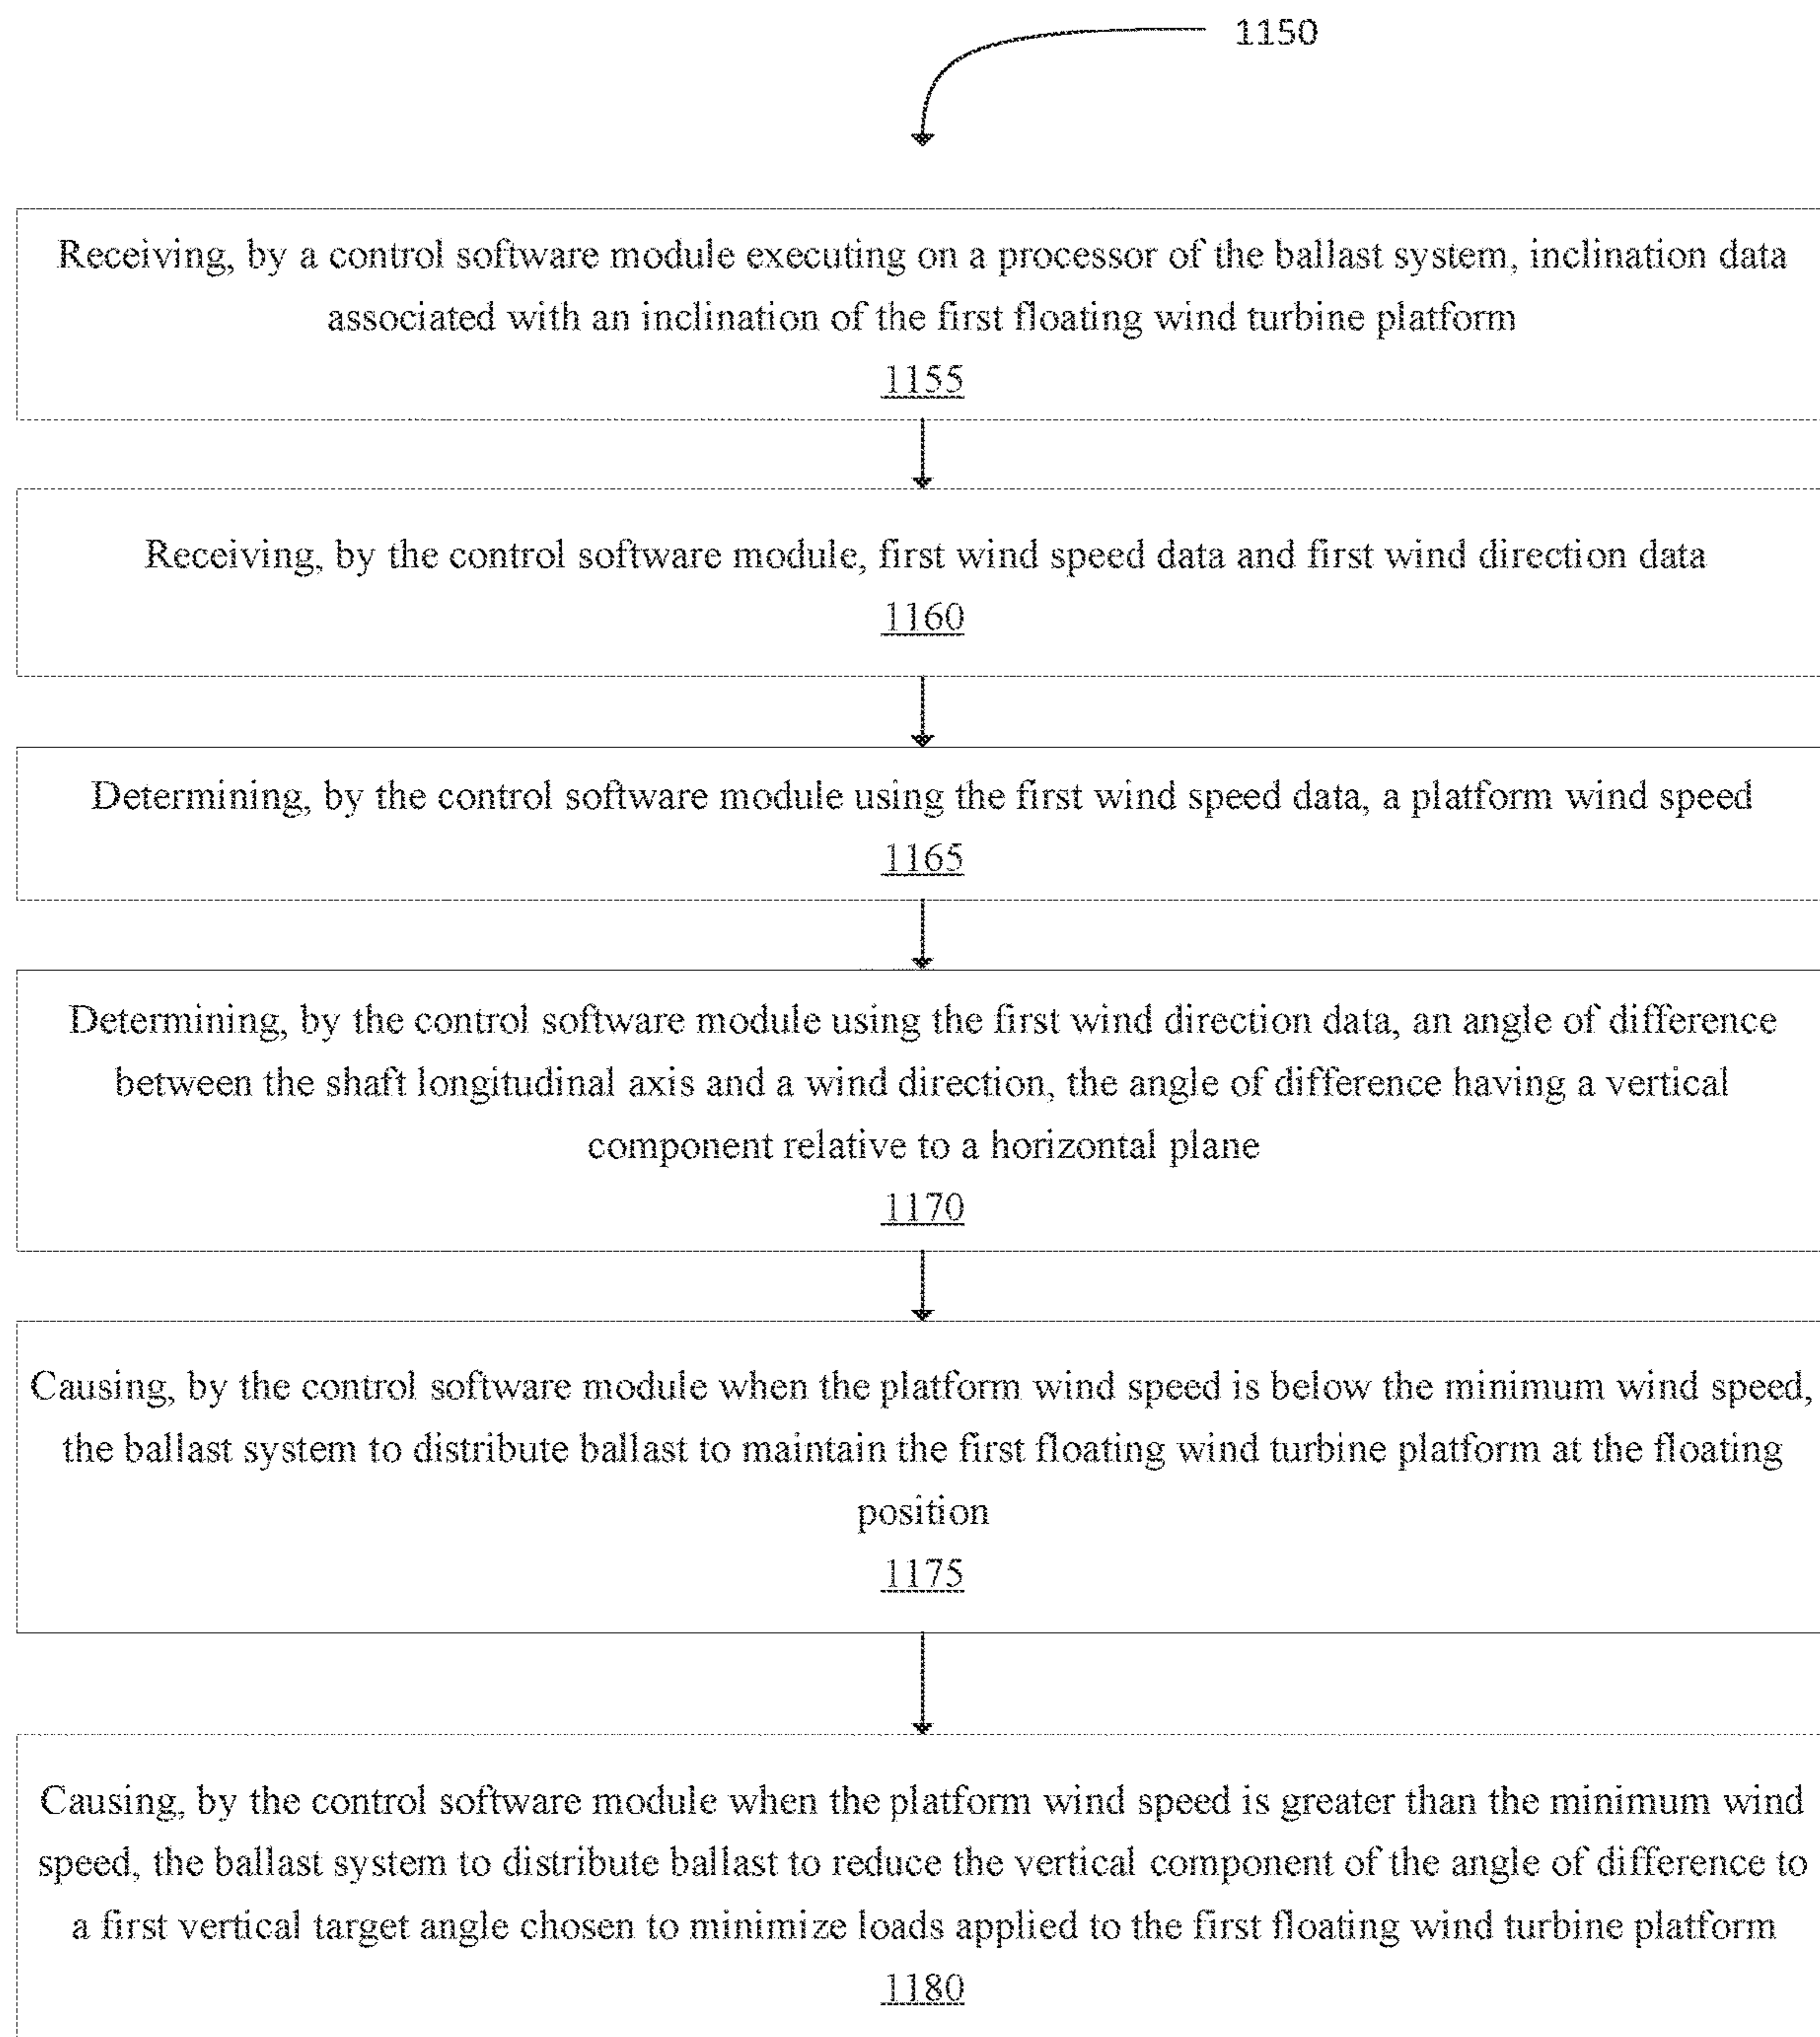 1150
Receiving, by a control software module executing on a processor of the ballast system, inclination data
associated with an inclination of the first floating wind turbine platform
1155
Receiving, by the control software module, first wind speed data and first wind direction data
1160
Determining, by the control software module using the first wind speed data, a platform wind speed
1165
Determining, by the control software module using the first wind direction data, an angle of difference
between the shaft longitudinal axis and a wind direction, the angle of difference having a vertical
component relative to a horizontal plane
1170
Causing, by the control software module when the platform wind speed is below the minimum wind speed,
the ballast system to distribute ballast to maintain the first floating wind turbine platform at the floating
position
1175
Causing, by the control software module when the platform wind speed is greater than the minimum wind
speed, the ballast system to distribute ballast to reduce the vertical component of the angle of difference to
a first vertical target angle chosen to minimize loads applied to the first floating wind turbine platform
1180